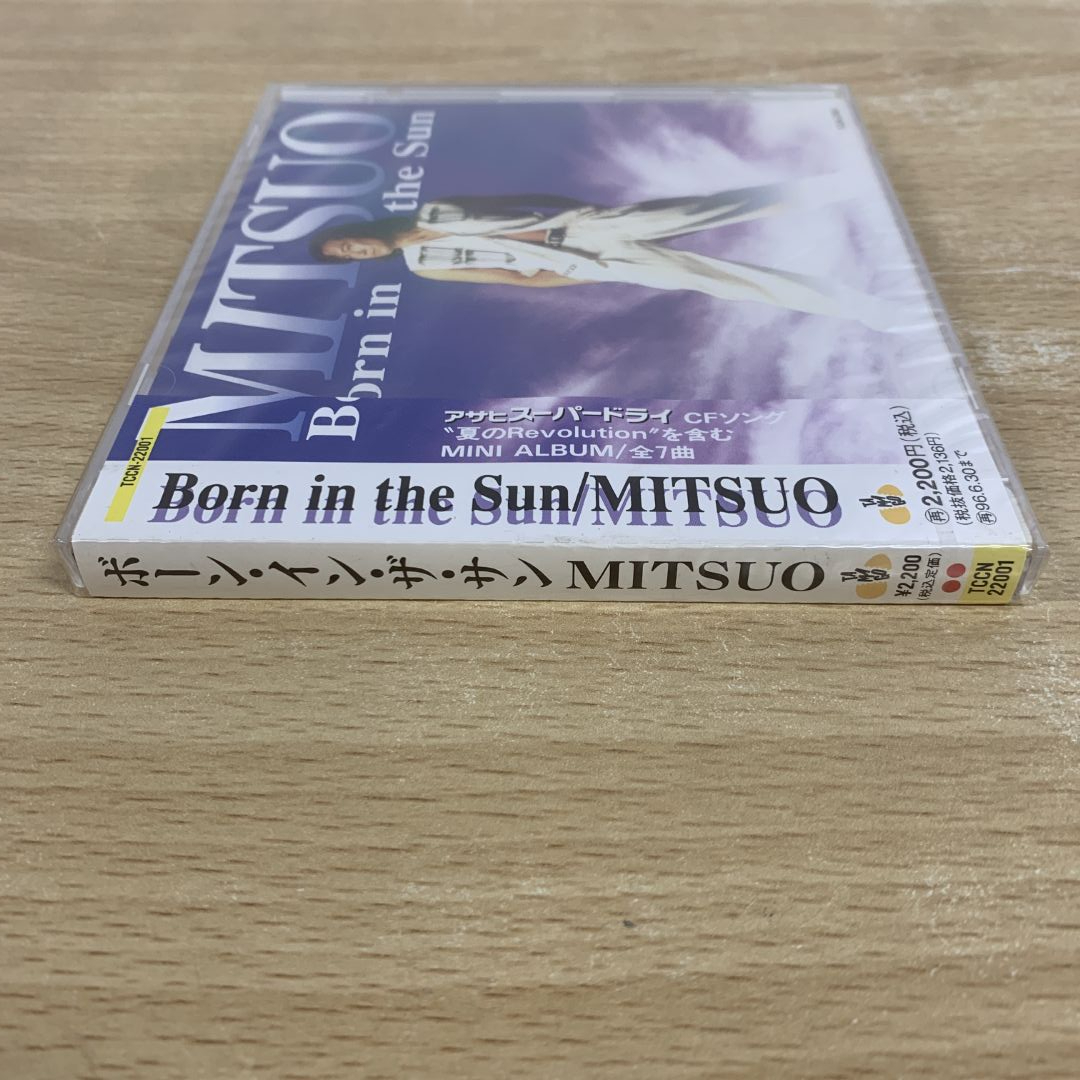 MITSUO
Born in
the Sun
TCCN-22001
アサヒスーパードライ CFソング
"夏のRevolution"を含む
MINI ALBUM/全7曲
Born in the Sun/MITSUO
再2,200円(税込)
(税抜価格2,136円)
再96.6.30まで
ボーン・イン・ザ・サン MITSUO
¥2,200
(税込定価)
TCCN
22001